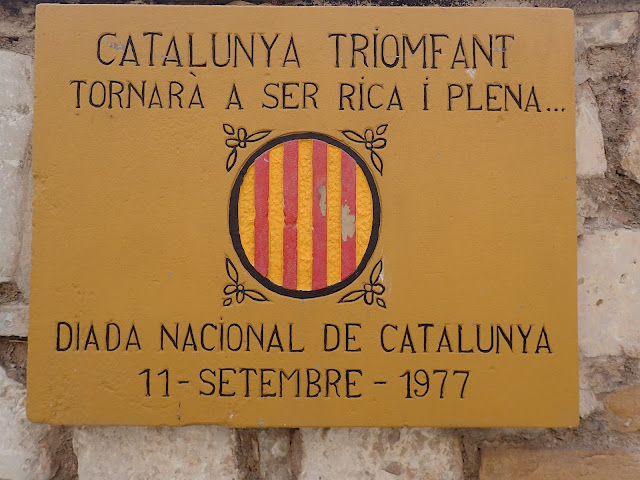 CATALUNYA TRIOMFANT
TORNARÀ A SER RICA I PLENA...
DIADA NACIONAL DE CATALUNYA
11-SETEMBRE-1977